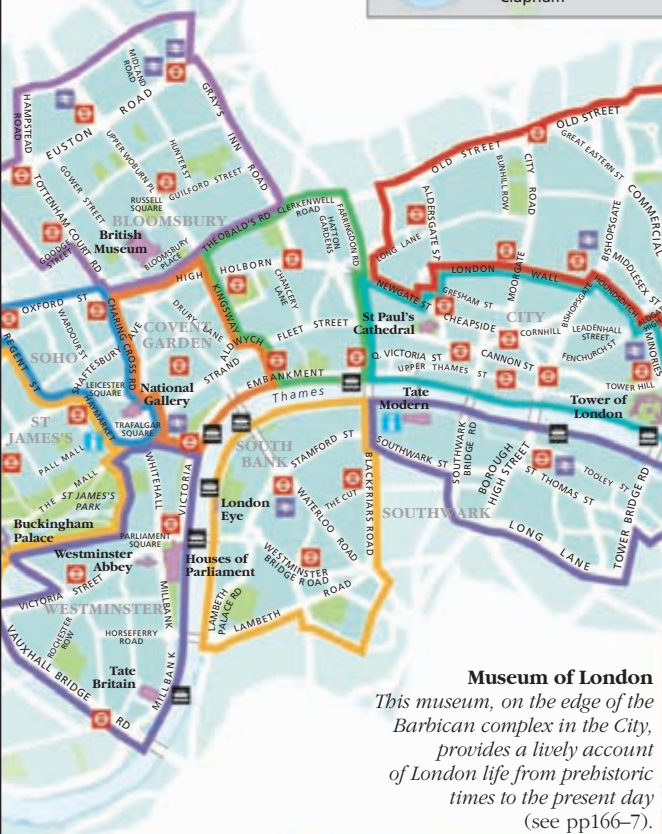 Clapham
MIDLAND
ROAD
HAMPSTEAD
ROAD
EUSTON ROAD
GRAY'S INN ROAD
UPPER WOBURN PL
HUNTER ST
GOWER STREET
TOTTENHAM COURT RD
RUSSELL
SQUARE
GUILFORD STREET
GOODGE
STREET
BLOOMSBURY
British
Museum
BLOOMSBURY
PLACE
THEOBALD'S RD
CLERKENWELL
ROAD
HATTON
GARDENS
FARRINGDON RD
OLD STREET
OLD STREET
GREAT EASTERN ST
COMMERCIAL
CITY
ROAD
BUNHILL ROW
ALDERSGATE ST
BISHOPSGATE
MIDDLESEX ST
LONG LANE
LONDON WALL
MOORGATE
HOUNDSDITCH
ALDGATE
HIGH
HIGH HOLBORN
CHANCERY
LANE
KINGSWAY
NEWGATE ST
GRESHAM ST
CITY
BISHOPSGATE
OXFORD ST
WARDOUR ST
CHARING CROSS RD
SHAFTESBURY AVE
COVENT
GARDEN
DRURY LANE
ALDWYCH
FLEET STREET
St Paul's
Cathedral
CHEAPSIDE
CORNHILL
LEADENHALL
STREET
MINORIES
REGENT ST
SOHO
STRAND
Q. VICTORIA ST
CANNON ST
FENCHURCH ST
UPPER THAMES ST
TOWER HILL
LEICESTER
SQUARE
National
Gallery
EMBANKMENT
Thames
Tate
Modern
Tower of
London
HAYMARKET
ST
JAMES'S
TRAFALGAR
SQUARE
SOUTH
BANK
STAMFORD ST
SOUTHWARK ST
SOUTHWARK
BRIDGE RD
BOROUGH
HIGH STREET
PALL MALL
THE MALL
ST JAMES'S
PARK
WHITEHALL
VICTORIA
BLACKFRIARS ROAD
ST THOMAS ST
TOOLEY ST
TOWER BRIDGE RD
London
Eye
WATERLOO ROAD
THE CUT
SOUTHWARK
LONG LANE
Buckingham
Palace
PARLIAMENT
SQUARE
Westminster
Abbey
Houses of
Parliament
WESTMINSTER
BRIDGE ROAD
VICTORIA STREET
WESTMINSTER
MILLBANK
LAMBETH
PALACE RD
LAMBETH ROAD
ROCHESTER
ROW
HORSEFERRY
ROAD
VAUXHALL BRIDGE RD
Tate
Britain
MILLBANK
Museum of London
This museum, on the edge of the
Barbican complex in the City,
provides a lively account
of London life from prehistoric
times to the present day
(see pp166–7).